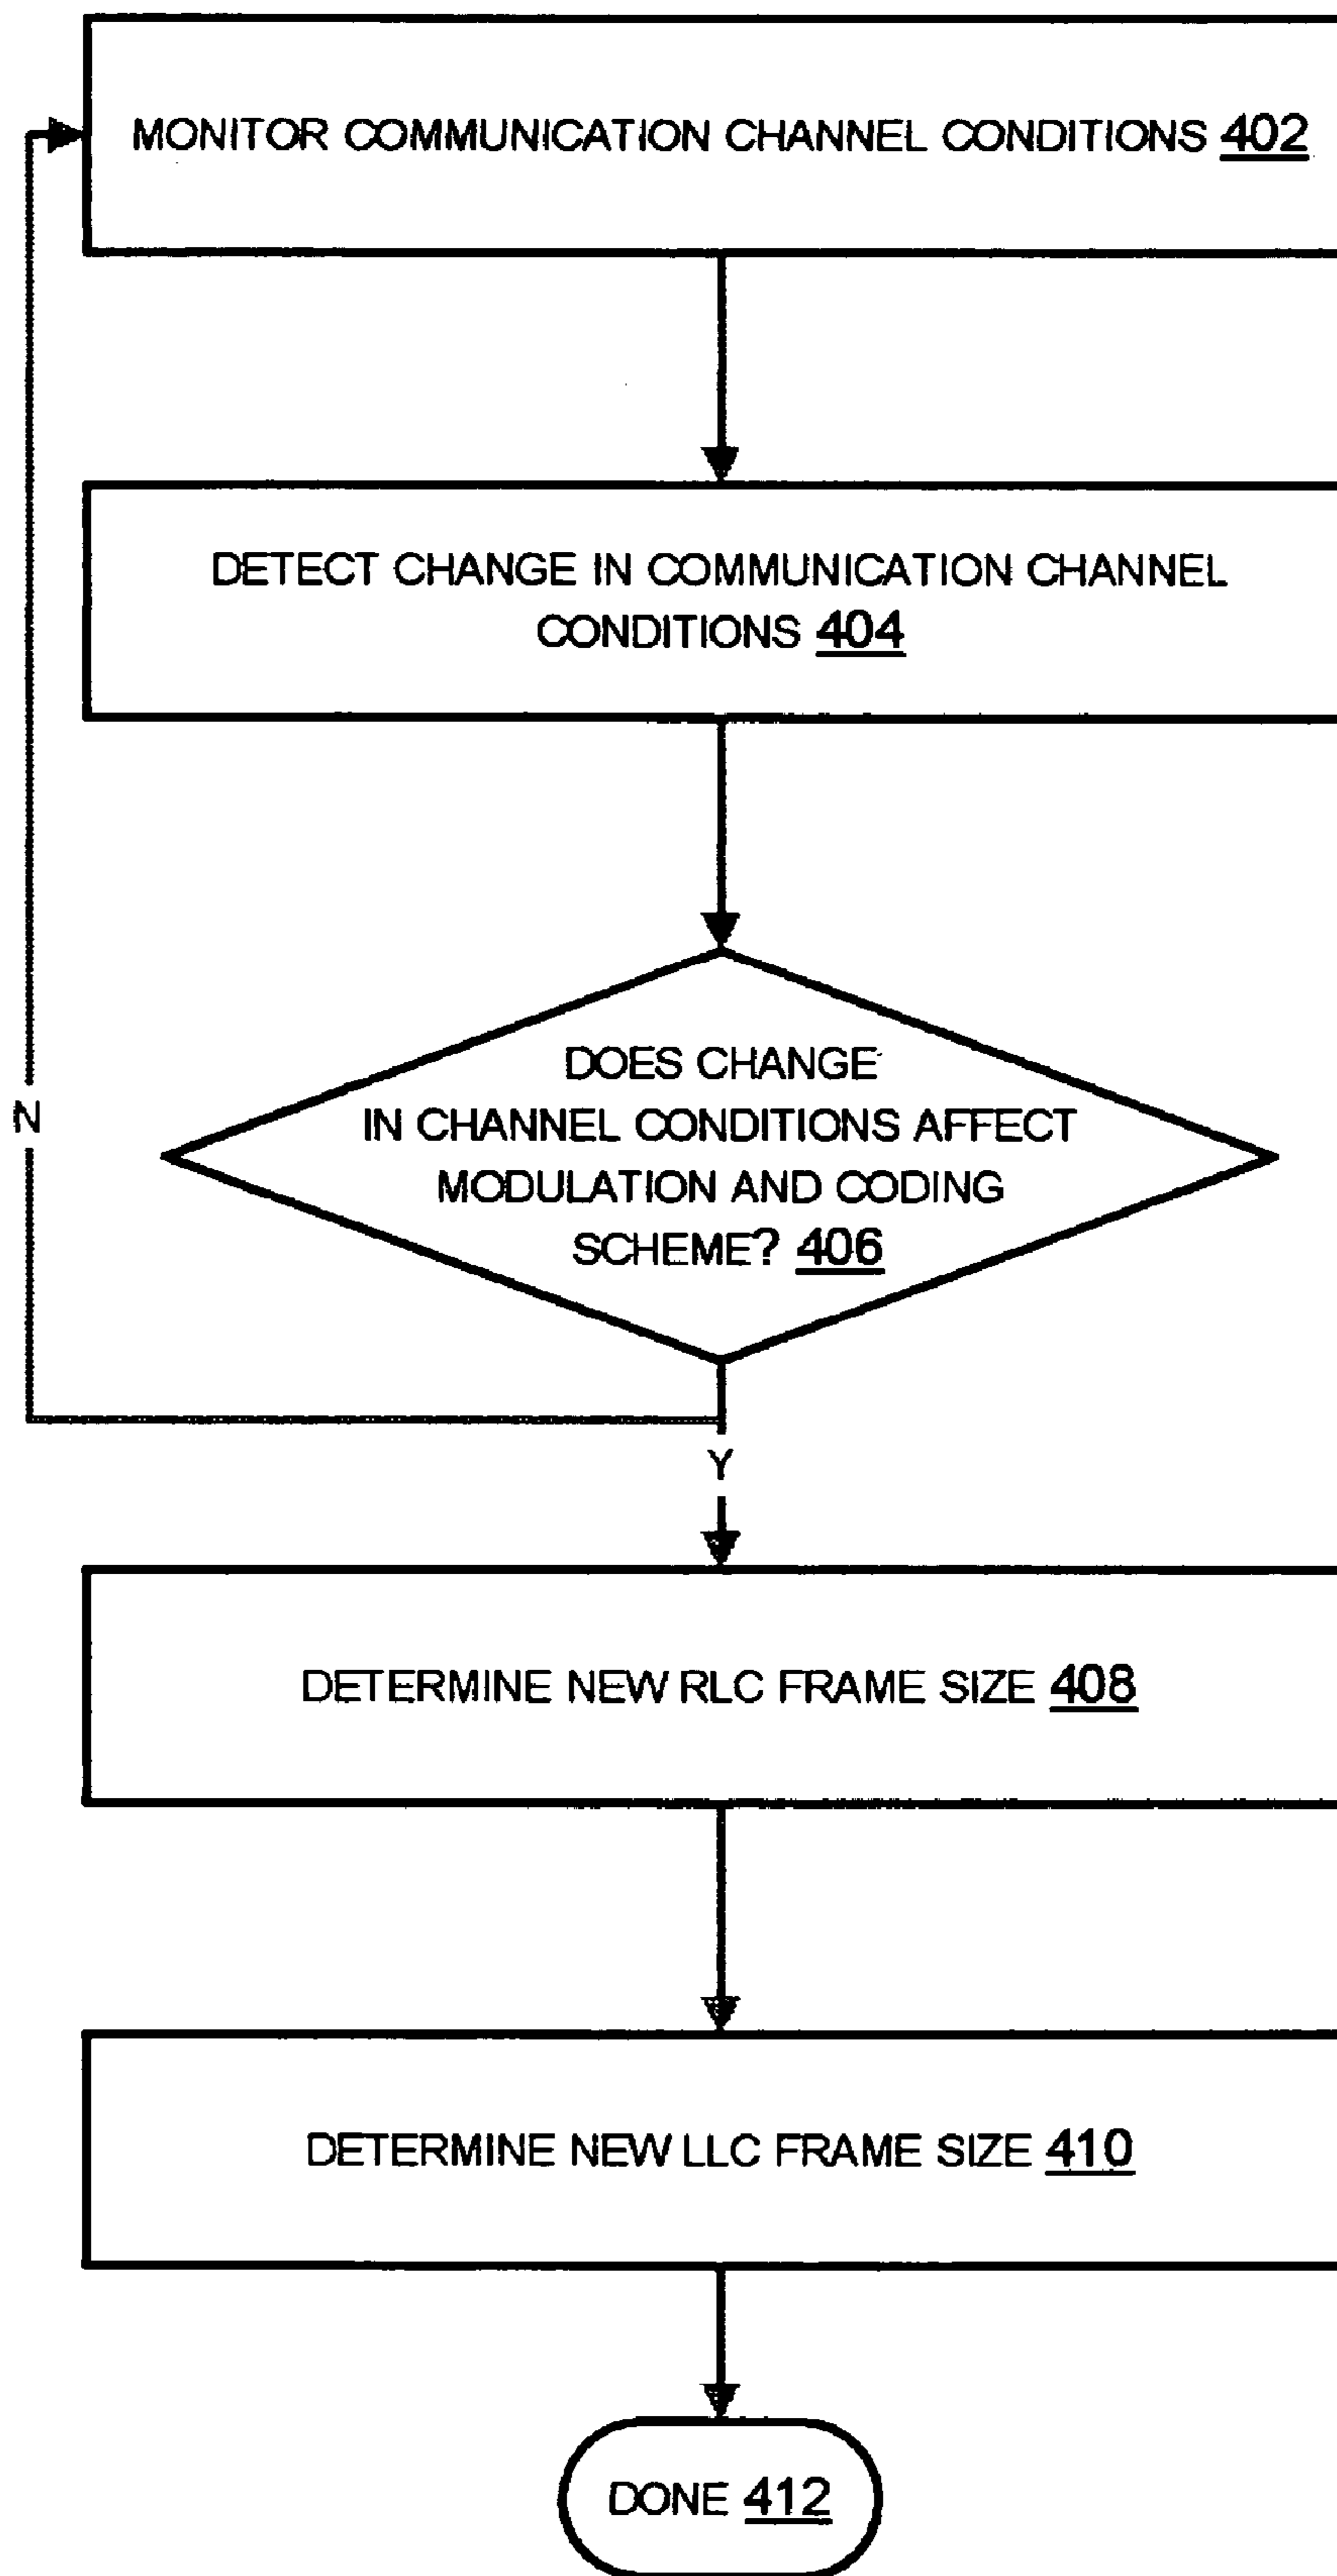 MONITOR COMMUNICATION CHANNEL CONDITIONS 402
DETECT CHANGE IN COMMUNICATION CHANNEL
CONDITIONS 404
DOES CHANGE
IN CHANNEL CONDITIONS AFFECT
MODULATION AND CODING
SCHEME? 406
N
Y
DETERMINE NEW RLC FRAME SIZE 408
DETERMINE NEW LLC FRAME SIZE 410
DONE 412